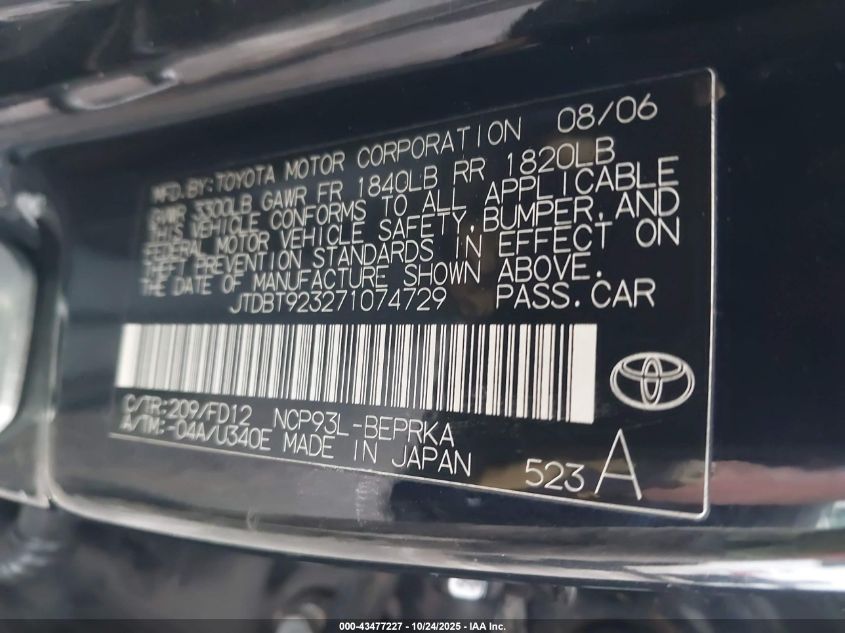 MFD.BY:TOYOTA MOTOR CORPORATION 08/06
GVWR 3300LB GAWR FR 1840LB RR 1820LB
THIS VEHICLE CONFORMS TO ALL APPLICABLE
FEDERAL MOTOR VEHICLE SAFETY,BUMPER,AND
THEFT PREVENTION STANDARDS IN EFFECT ON
THE DATE OF MANUFACTURE SHOWN ABOVE.
JTDBT923271074729 PASS.CAR
C/TR:209/FD12 NCP93L-BEPRKA
A/TM:-04A/U340E MADE IN JAPAN
523 A
000-43477227 - 10/24/2025 - IAA Inc.